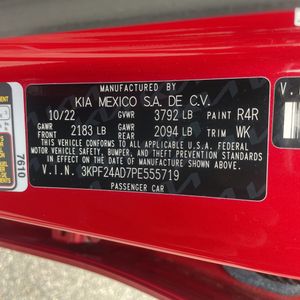 MANUFACTURED BY
KIA MEXICO S.A. DE C.V.
10/22 GVWR 3792 LB PAINT R4R
GAWR FRONT 2183 LB GAWR REAR 2094 LB TRIM WK
THIS VEHICLE CONFORMS TO ALL APPLICABLE U.S.A. FEDERAL
MOTOR VEHICLE SAFETY, BUMPER, AND THEFT PREVENTION STANDARDS
IN EFFECT ON THE DATE OF MANUFACTURE SHOWN ABOVE.
V.I.N. 3KPF24AD7PE555719
PASSENGER CAR
7610
V.I